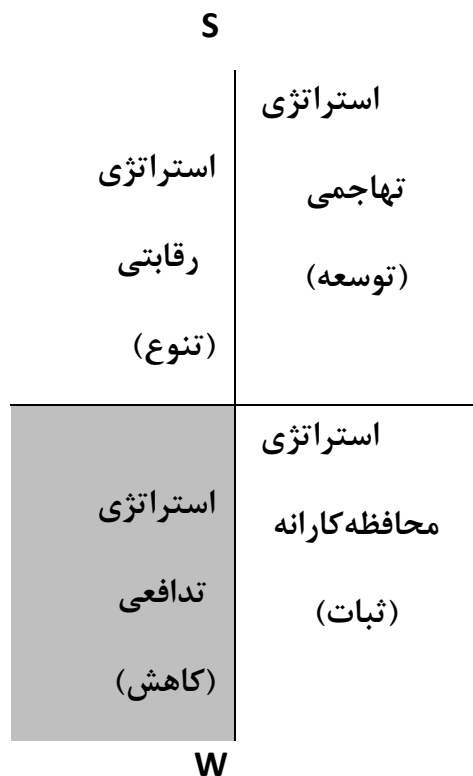 S
استراتژی
تهاجمی
(توسعه)
استراتژی
رقابتی
(تنوع)
استراتژی
محافظه‌کارانه
(ثبات)
استراتژی
تدافعی
(کاهش)
W